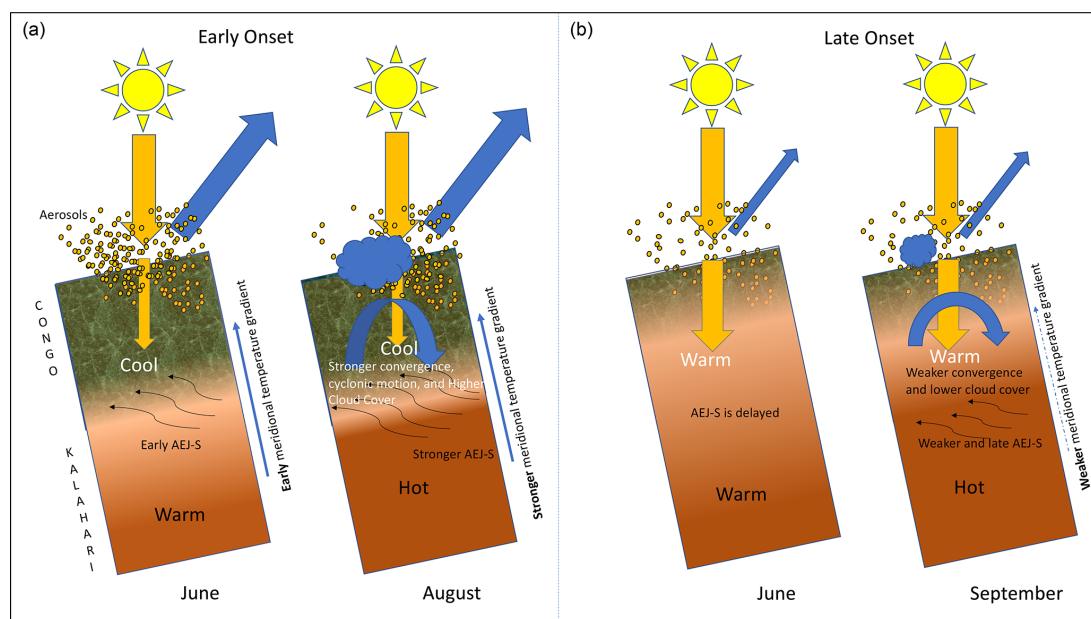 (a)
Early Onset
Aerosols
CONGO
KALAHARI
Cool
Early AEJ-S
Warm
Early meridional temperature gradient
June
Cool
Stronger convergence,
cyclonic motion, and Higher
Cloud Cover
Stronger AEJ-S
Hot
Stronger meridional temperature gradient
August
(b)
Late Onset
Warm
AEJ-S is delayed
Warm
June
Warm
Weaker convergence
and lower cloud cover
Weaker and late AEJ-S
Hot
Weaker meridional temperature gradient
September